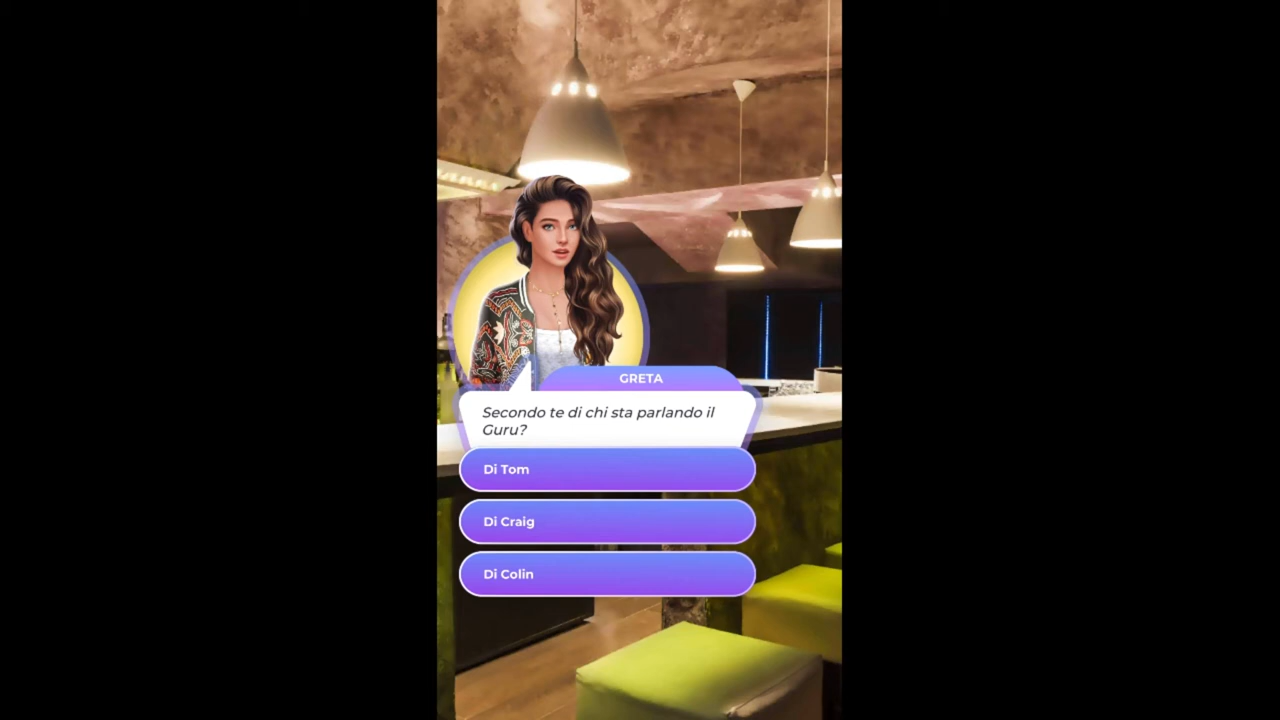 GRETA
Secondo te di chi sta parlando il
Guru?
Di Tom
Di Craig
Di Colin